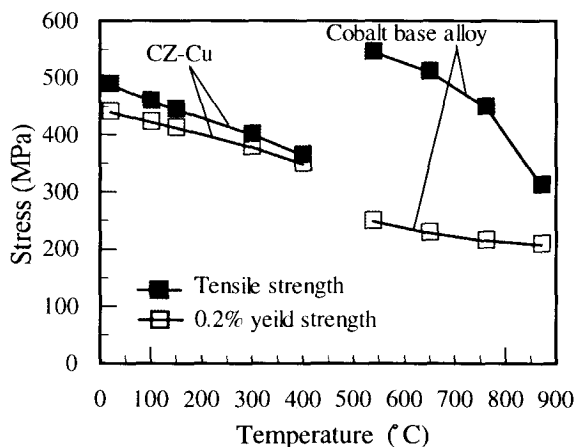 600
500
400
300
200
100
0
Stress (MPa)
CZ-Cu
Cobalt base alloy
Tensile strength
0.2% yeild strength
0 100 200 300 400 500 600 700 800 900
Temperature (°C)